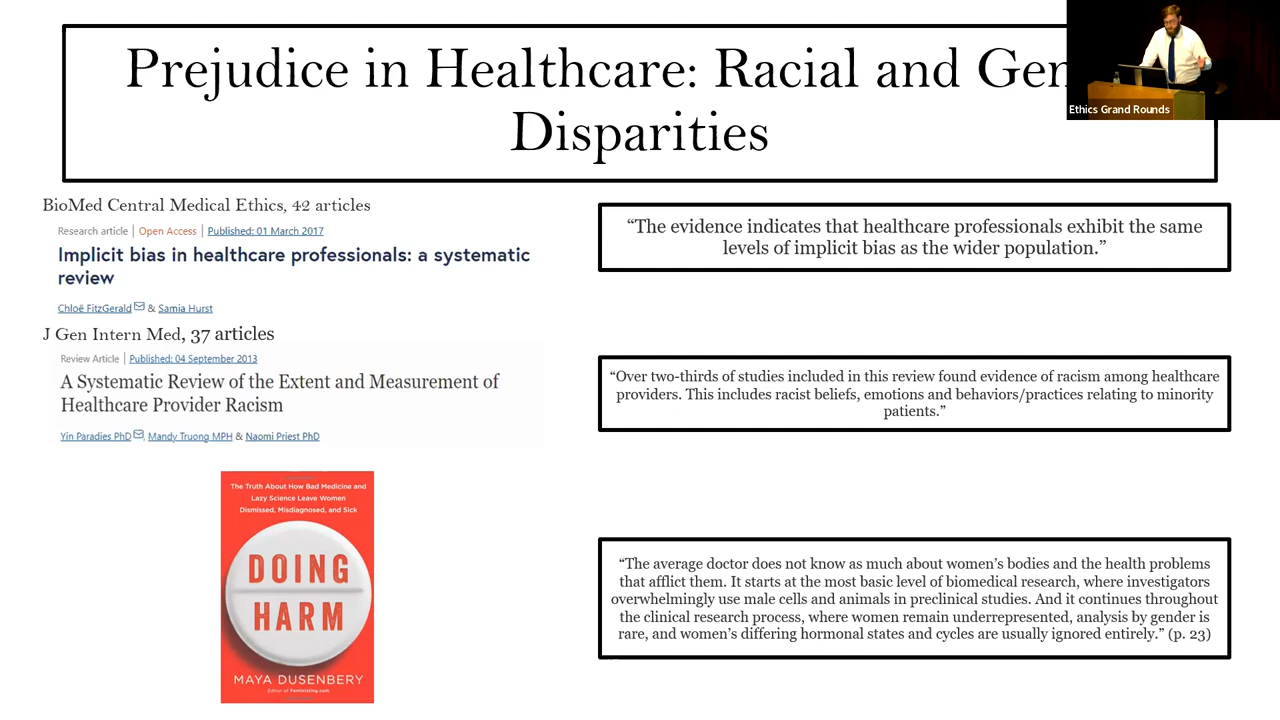 Prejudice in Healthcare: Racial and Gen
Disparities
Ethics Grand Rounds
BioMed Central Medical Ethics, 42 articles
Research article | Open Access | Published: 01 March 2017
Implicit bias in healthcare professionals: a systematic
review
Chloë FitzGerald & Samia Hurst
“The evidence indicates that healthcare professionals exhibit the same
levels of implicit bias as the wider population.”
J Gen Intern Med, 37 articles
Review Article | Published: 04 September 2013
A Systematic Review of the Extent and Measurement of
Healthcare Provider Racism
Yin Paradies PhD, Mandy Truong MPH & Naomi Priest PhD
“Over two-thirds of studies included in this review found evidence of racism among healthcare
providers. This includes racist beliefs, emotions and behaviors/practices relating to minority
patients.”
The Truth About How Bad Medicine and
Lazy Science Leave Women
Dismissed, Misdiagnosed, and Sick
DOING
HARM
MAYA DUSENBERY
Editor of Feministing.com
“The average doctor does not know as much about women’s bodies and the health problems
that afflict them. It starts at the most basic level of biomedical research, where investigators
overwhelmingly use male cells and animals in preclinical studies. And it continues throughout
the clinical research process, where women remain underrepresented, analysis by gender is
rare, and women’s differing hormonal states and cycles are usually ignored entirely.” (p. 23)